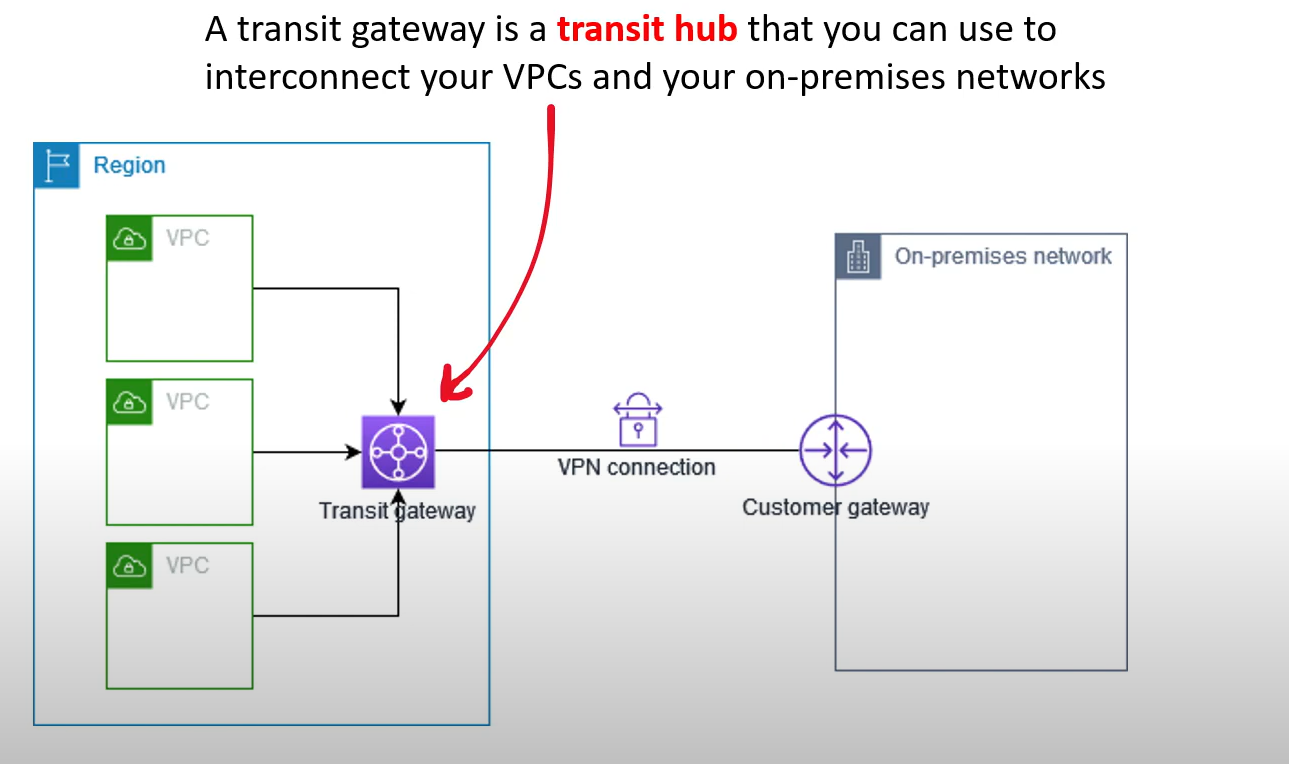 A transit gateway is a transit hub that you can use to
interconnect your VPCs and your on-premises networks
Region
VPC
VPC
VPC
Transit gateway
VPN connection
Customer gateway
On-premises network